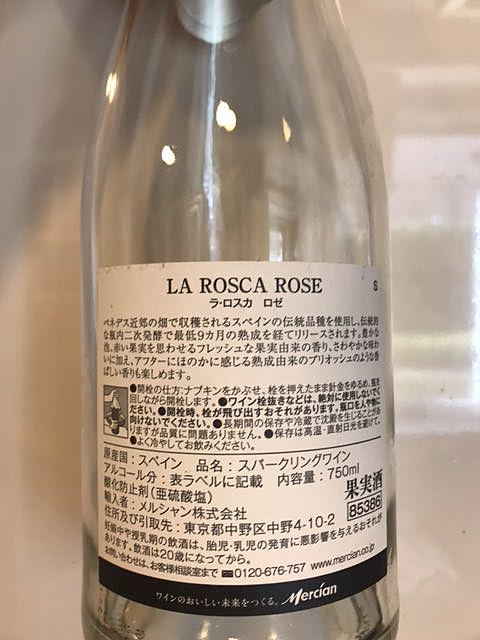 LA ROSCA ROSE
S
ラ・ロスカ ロゼ
ペネデス近郊の畑で収穫されるスペインの伝統品種を使用し、伝統的
な瓶内二次発酵で最低9カ月の熟成を経てリリースされます。豊かな
泡、赤い果実を思わせるフレッシュな果実由来の香り、さわやかな味わ
いに加え、アフターにほのかに感じる熟成由来のブリオッシュのような香
ばしい香りも楽しめます。
●開栓の仕方:ナプキンをかぶせ、栓を押えたまま針金をゆるめ、瓶を
回しながら開栓します。●ワイン栓抜きなどは、絶対に使用しないでく
ださい。●開栓時、栓が飛び出すおそれがあります。瓶口を人や物に
向けないでください。●長期間の保存や冷蔵で沈殿を生じることがあ
りますが品質に問題ありません。●保存は高温・直射日光を避けて。
●よく冷やしてお飲みください。
原産国:スペイン 品名:スパークリングワイン
アルコール分:表ラベルに記載 内容量:750ml
酸化防止剤(亜硫酸塩)
果実酒
輸入者:メルシャン株式会社
85386
住所及び引取先:東京都中野区中野4-10-2
妊娠中や授乳期の飲酒は、胎児・乳児の発育に悪影響を与えるおそれが
あります。飲酒は20歳になってから。 www.mercian.co.jp
お問い合わせは、お客様相談室まで ☎0120-676-757
ワインのおいしい未来をつくる。 Mercian